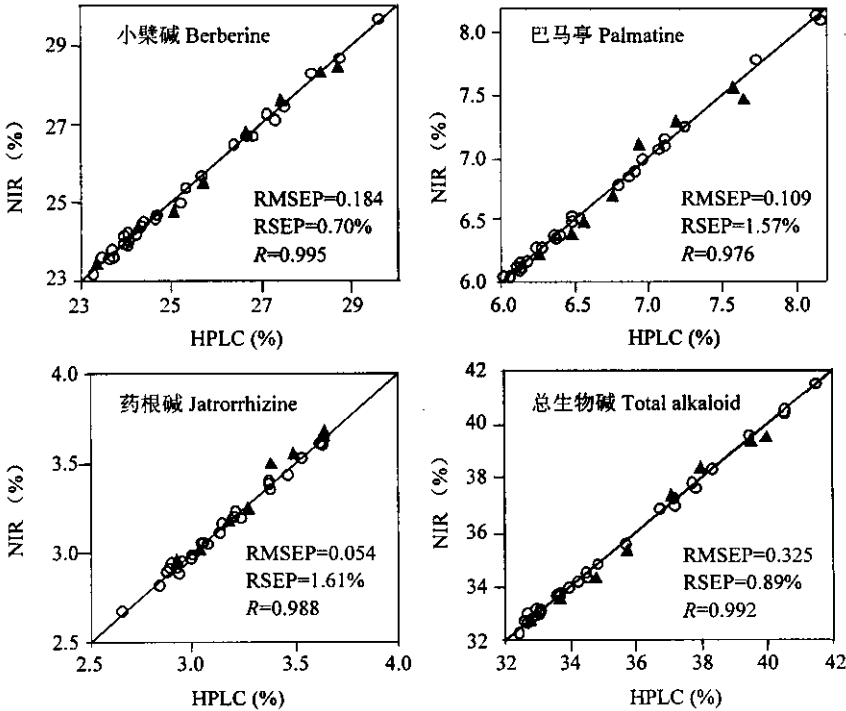 小檗碱 Berberine
29
27
25
23
NIR (%)
RMSEP=0.184
RSEP=0.70%
R=0.995
23
25
27
29
HPLC (%)
巴马亭 Palmatine
8.0
7.5
7.0
6.5
6.0
NIR (%)
RMSEP=0.109
RSEP=1.57%
R=0.976
6.0
6.5
7.0
7.5
8.0
HPLC (%)
药根碱 Jatrorrhizine
4.0
3.5
3.0
2.5
NIR (%)
RMSEP=0.054
RSEP=1.61%
R=0.988
2.5
3.0
3.5
4.0
HPLC (%)
总生物碱 Total alkaloid
42
40
38
36
34
32
NIR (%)
RMSEP=0.325
RSEP=0.89%
R=0.992
32
34
36
38
40
42
HPLC (%)